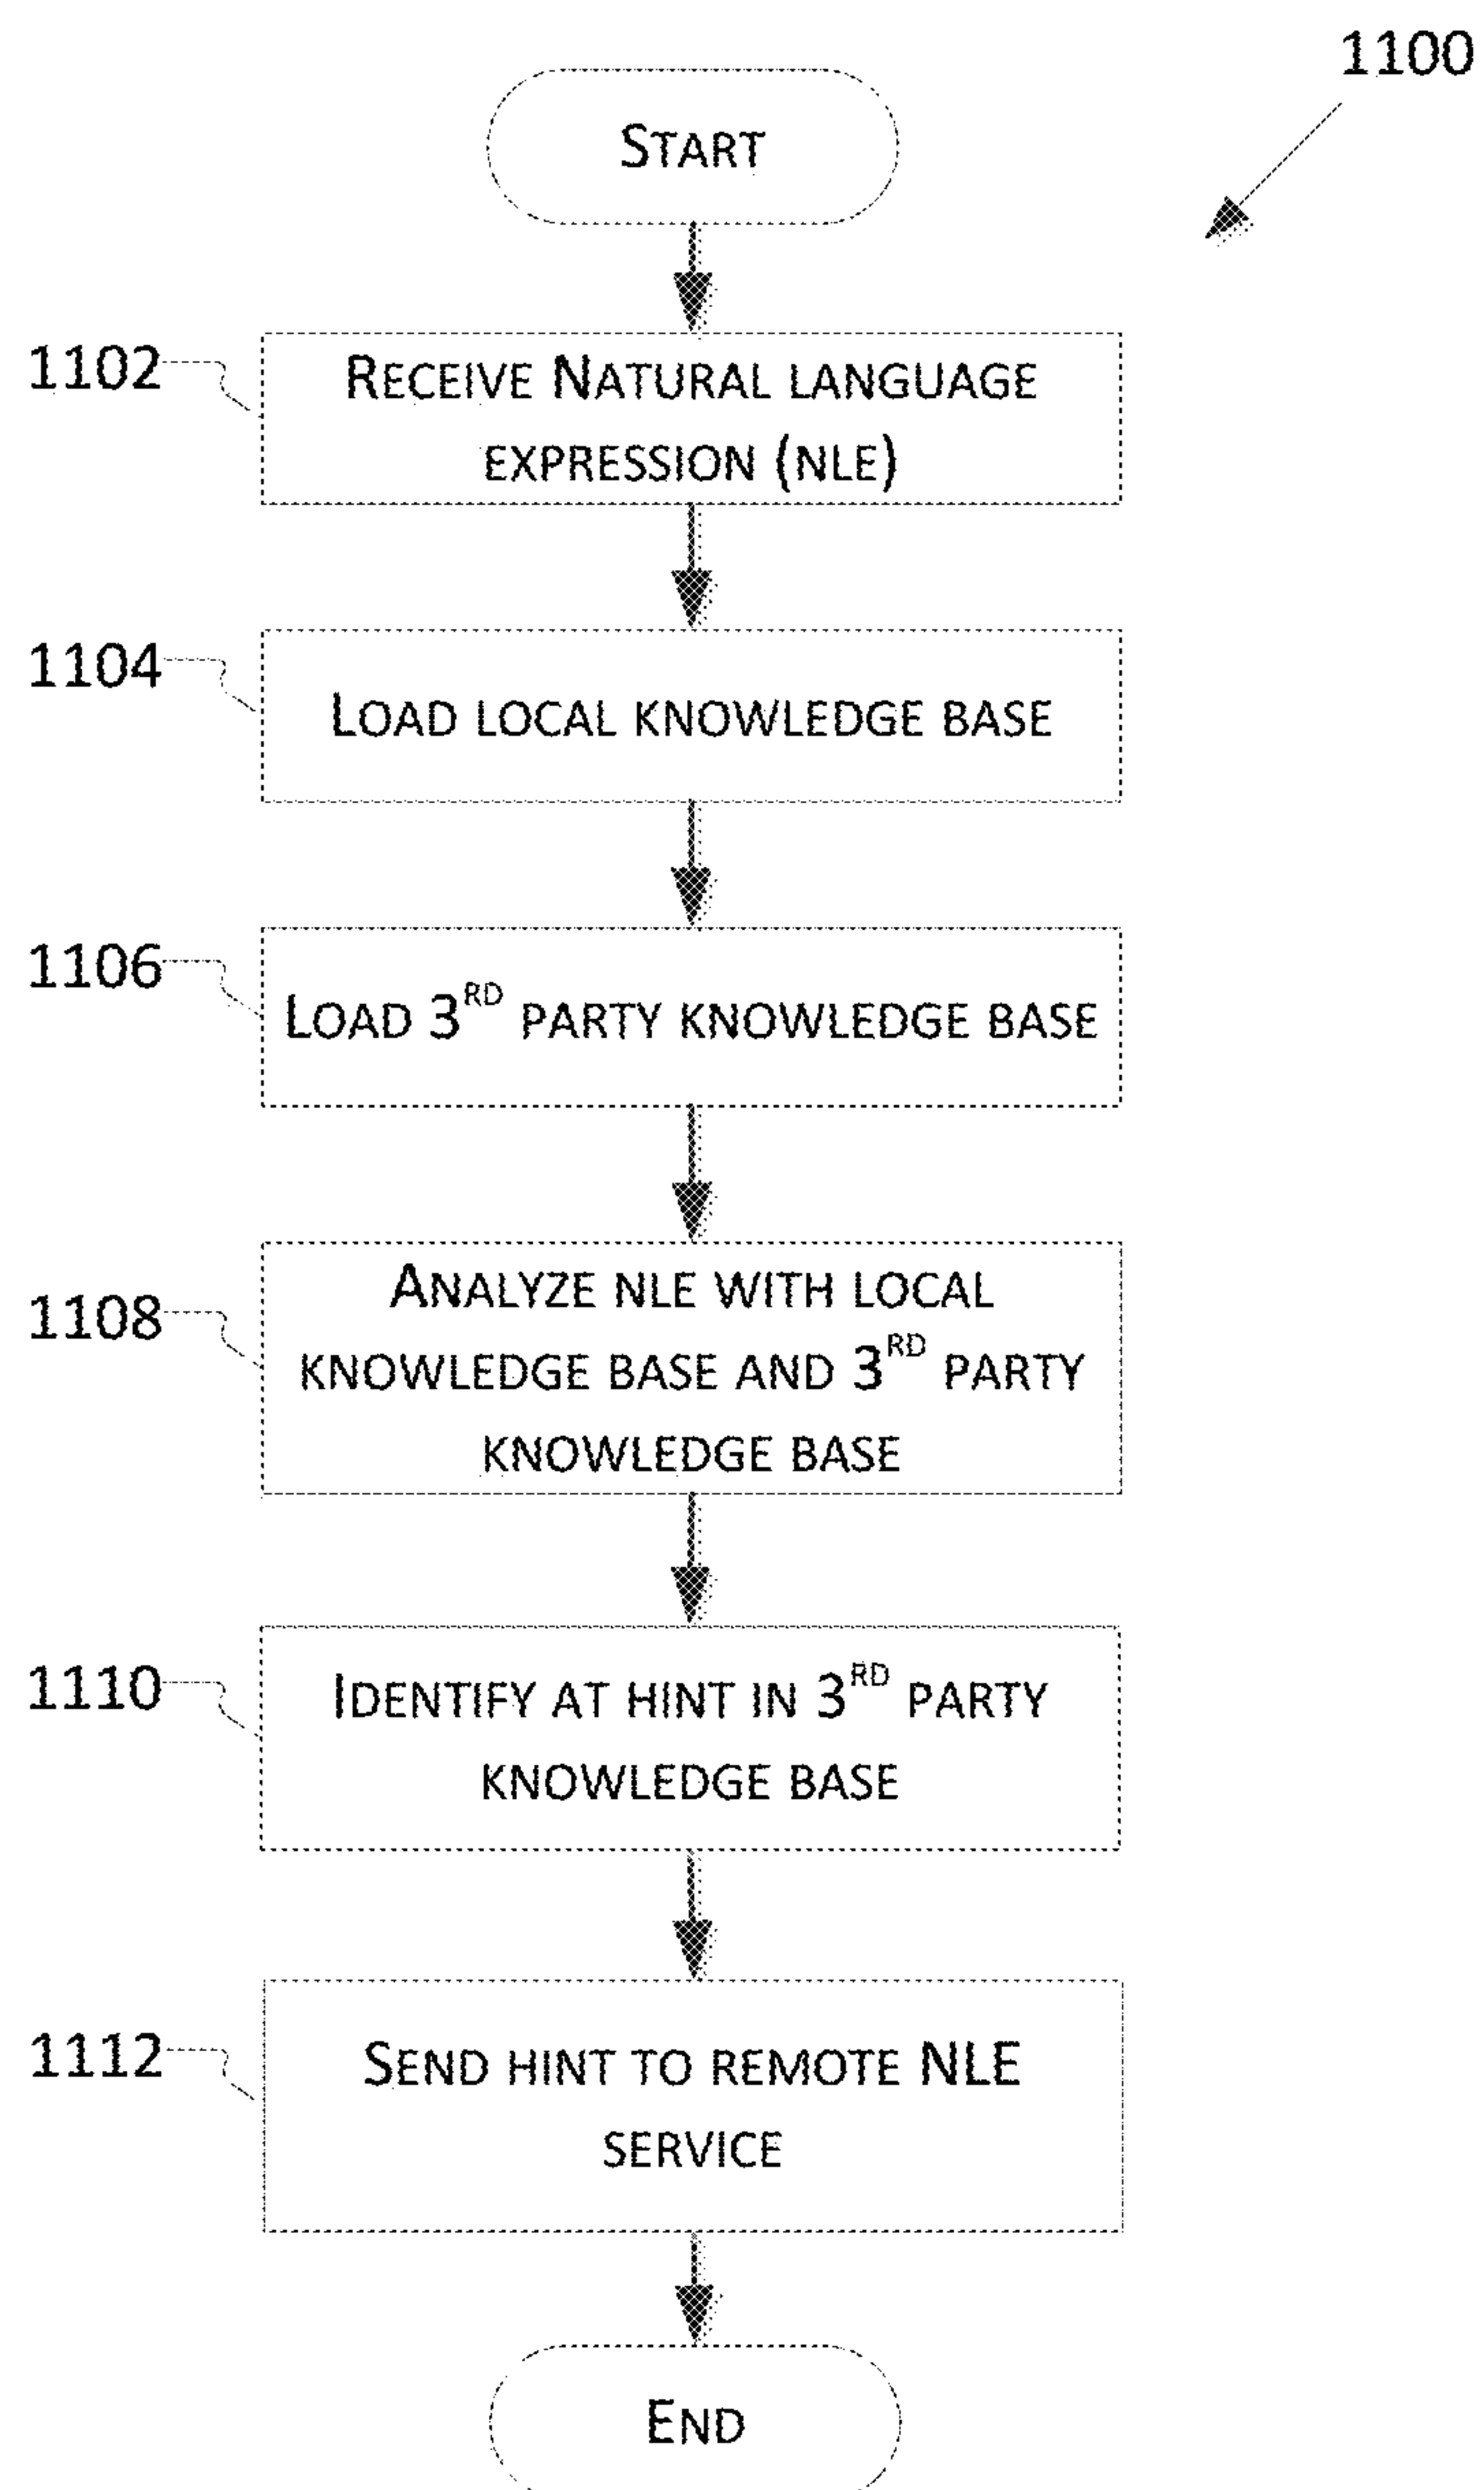 1100
START
1102
RECEIVE NATURAL LANGUAGE
EXPRESSION (NLE)
1104
LOAD LOCAL KNOWLEDGE BASE
1106
LOAD 3RD PARTY KNOWLEDGE BASE
1108
ANALYZE NLE WITH LOCAL
KNOWLEDGE BASE AND 3RD PARTY
KNOWLEDGE BASE
1110
IDENTIFY AT HINT IN 3RD PARTY
KNOWLEDGE BASE
1112
SEND HINT TO REMOTE NLE
SERVICE
END